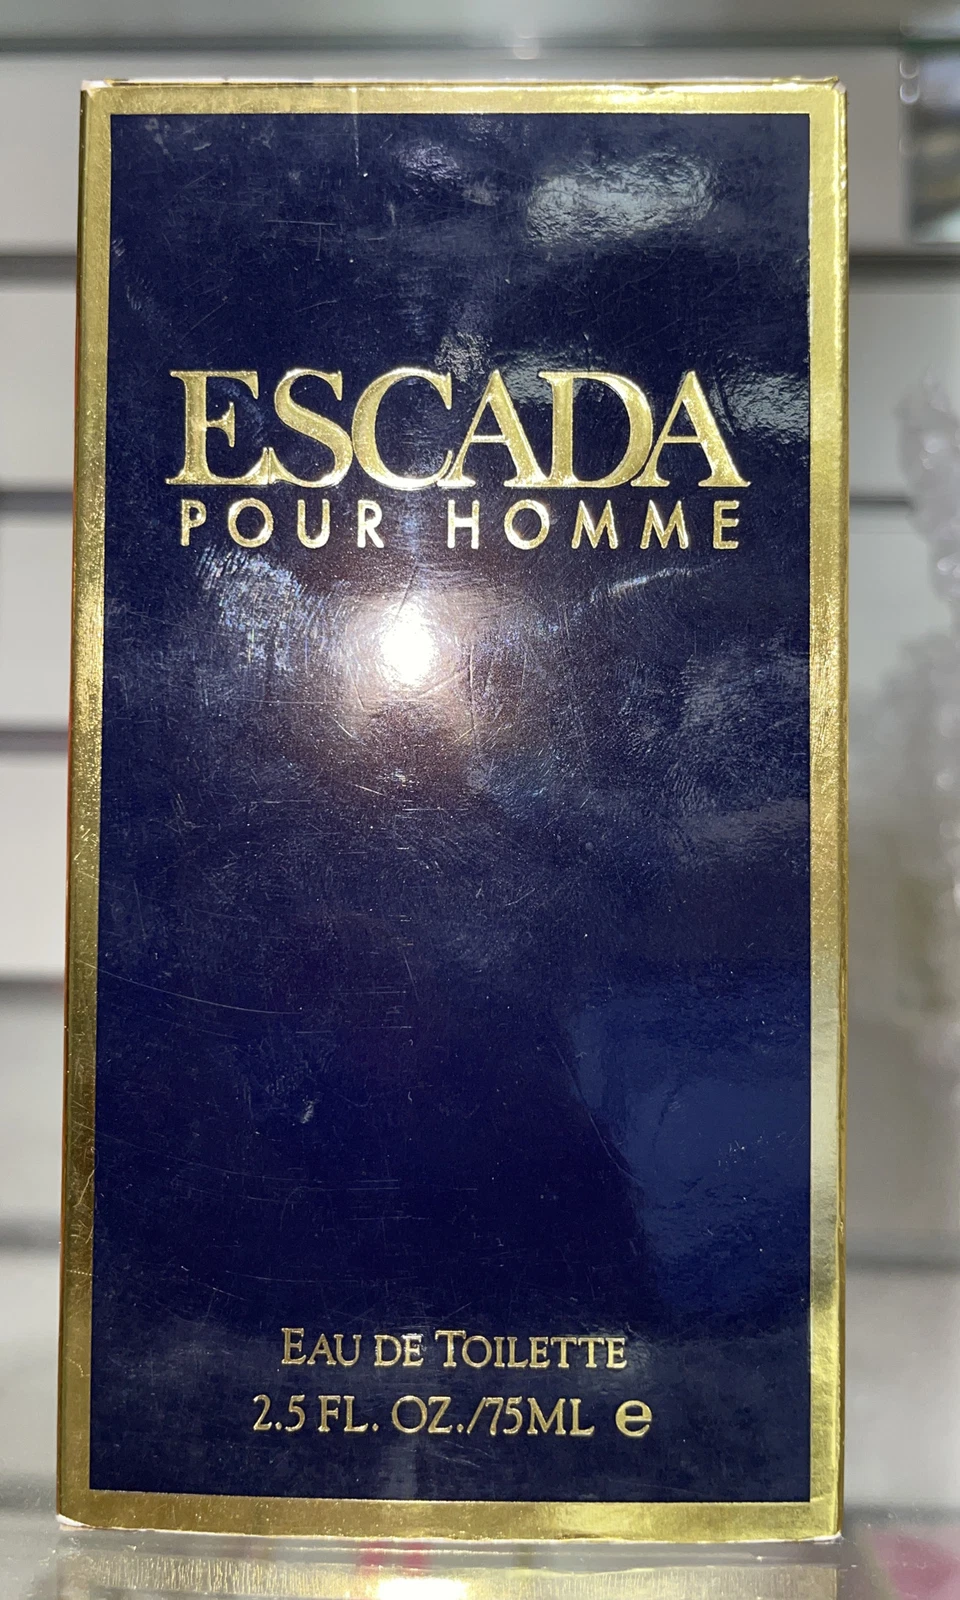 ESCADA
POUR HOMME
EAU DE TOILETTE
2.5 FL. OZ./75ML ℮